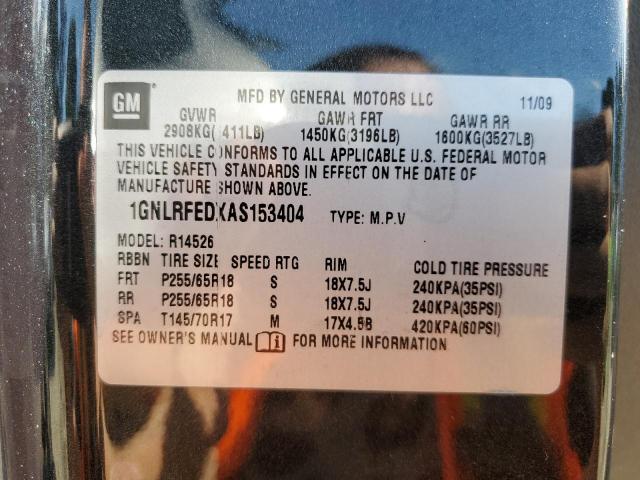 GM
MFD BY GENERAL MOTORS LLC 11/09
GVWR GAWR FRT GAWR RR
2908KG( 411LB) 1450KG(3196LB) 1600KG(3527LB)
THIS VEHICLE CONFORMS TO ALL APPLICABLE U.S. FEDERAL MOTOR
VEHICLE SAFETY STANDARDS IN EFFECT ON THE DATE OF
MANUFACTURE SHOWN ABOVE.
1GNLRFEDXAS153404 TYPE: M.P.V
MODEL: R14526
RBBN TIRE SIZE SPEED RTG RIM COLD TIRE PRESSURE
FRT P255/65R18 S 18X7.5J 240KPA(35PSI)
RR P255/65R18 S 18X7.5J 240KPA(35PSI)
SPA T145/70R17 M 17X4.5B 420KPA(60PSI)
SEE OWNER'S MANUAL i FOR MORE INFORMATION